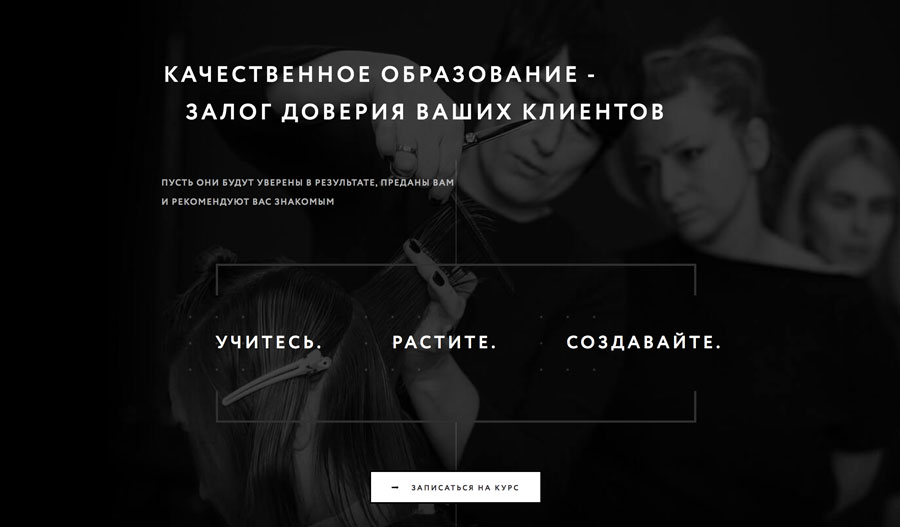 КАЧЕСТВЕННОЕ ОБРАЗОВАНИЕ -
ЗАЛОГ ДОВЕРИЯ ВАШИХ КЛИЕНТОВ
ПУСТЬ ОНИ БУДУТ УВЕРЕНЫ В РЕЗУЛЬТАТЕ, ПРЕДАНЫ ВАМ
И РЕКОМЕНДУЮТ ВАС ЗНАКОМЫМ
УЧИТЕСЬ. РАСТИТЕ. СОЗДАВАЙТЕ.
ЗАПИСАТЬСЯ НА КУРС